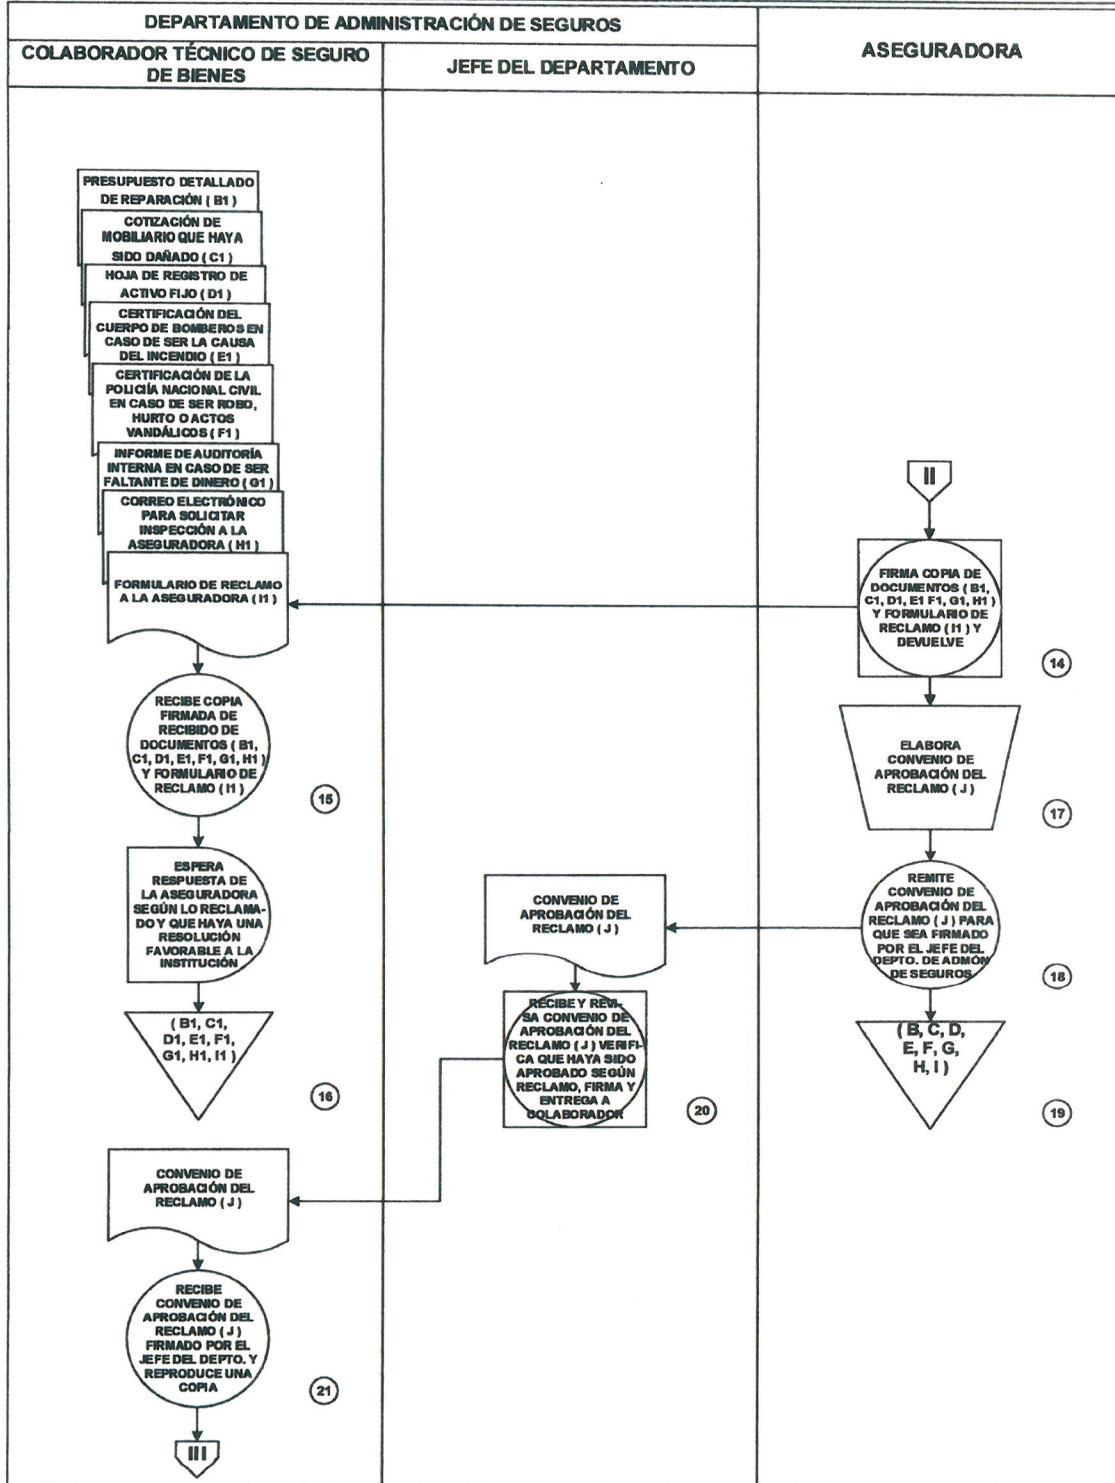 DEPARTAMENTO DE ADMINISTRACIÓN DE SEGUROS
ASEGURADORA
COLABORADOR TÉCNICO DE SEGURO
DE BIENES
JEFE DEL DEPARTAMENTO
PRESUPUESTO DETALLADO
DE REPARACIÓN ( B1 )
COTIZACIÓN DE
MOBILIARIO QUE HAYA
SIDO DAÑADO ( C1 )
HOJA DE REGISTRO DE
ACTIVO FIJO ( D1 )
CERTIFICACIÓN DEL
CUERPO DE BOMBEROS EN
CASO DE SER LA CAUSA
DEL INCENDIO ( E1 )
CERTIFICACIÓN DE LA
POLICIÍA NACIONAL CIVIL
EN CASO DE SER ROBO,
HURTO O ACTOS
VANDÁLICOS ( F1 )
INFORME DE AUDITORÍA
INTERNA EN CASO DE SER
FALTANTE DE DINERO ( G1 )
CORREO ELECTRÓNICO
PARA SOLICITAR
INSPECCIÓN A LA
ASEGURADORA ( H1 )
FORMULARIO DE RECLAMO
A LA ASEGURADORA ( I1 )
II
FIRMA COPIA DE
DOCUMENTOS ( B1,
C1, D1, E1 F1, G1, H1 )
Y FORMULARIO DE
RECLAMO ( I1 ) Y
DEVUELVE
14
RECIBE COPIA
FIRMADA DE
RECIBIDO DE
DOCUMENTOS ( B1,
C1, D1, E1, F1, G1, H1 )
Y FORMULARIO DE
RECLAMO ( I1 )
15
ELABORA
CONVENIO DE
APROBACIÓN DEL
RECLAMO ( J )
17
ESPERA
RESPUESTA DE
LA ASEGURADORA
SEGÚN LO RECLAMA-
DO Y QUE HAYA UNA
RESOLUCIÓN
FAVORABLE A LA
INSTITUCIÓN
CONVENIO DE
APROBACIÓN DEL
RECLAMO ( J )
REMITE
CONVENIO DE
APROBACIÓN DEL
RECLAMO ( J ) PARA
QUE SEA FIRMADO
POR EL JEFE DEL
DEPTO. DE ADMÓN
DE SEGUROS
18
( B1, C1,
D1, E1, F1,
G1, H1, I1 )
16
RECIBE Y REVI-
SA CONVENIO DE
APROBACIÓN DEL
RECLAMO ( J ) VERIFI-
CA QUE HAYA SIDO
APROBADO SEGÚN
RECLAMO, FIRMA Y
ENTREGA A
COLABORADOR
20
( B, C, D,
E, F, G,
H, I )
19
CONVENIO DE
APROBACIÓN DEL
RECLAMO ( J )
RECIBE
CONVENIO DE
APROBACIÓN DEL
RECLAMO ( J )
FIRMADO POR EL
JEFE DEL DEPTO. Y
REPRODUCE UNA
COPIA
21
III